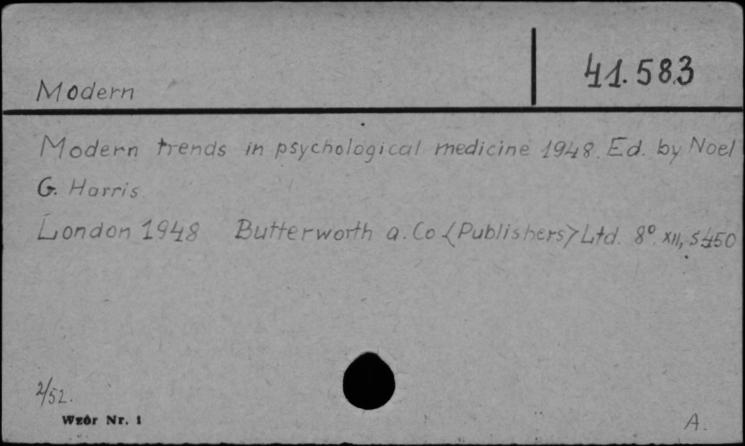 Modern
41.583
Modern trends in psychological medicine 1948. Ed. by Noel
G. Harris.
London 1948 Butterworth a. Co <Publishers> Ltd. 8° XII, S 450
2/52.
Wzór Nr. 1
A.